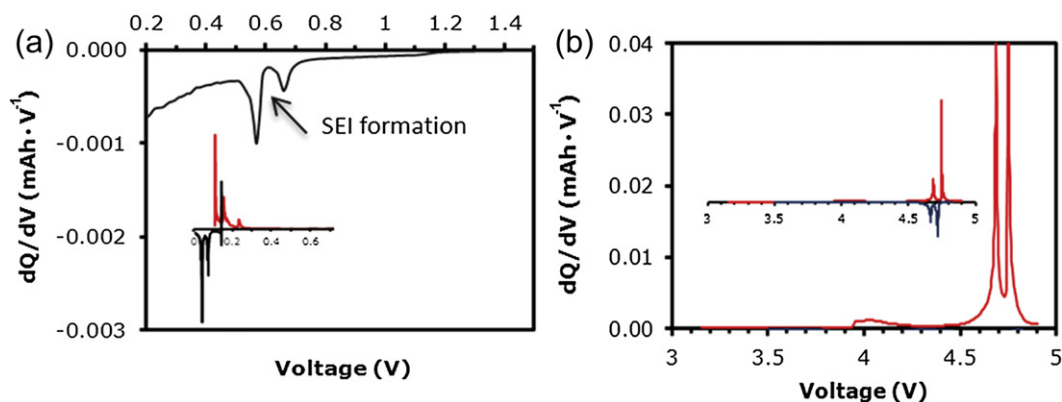 (a)
0.2 0.4 0.6 0.8 1 1.2 1.4
0.000
-0.001
-0.002
-0.003
dQ/dV (mAh·V⁻¹)
SEI formation
0 0.2 0.4 0.6
Voltage (V)
(b)
0.04
0.03
0.02
0.01
0.00
dQ/dV (mAh·V⁻¹)
3 3.5 4 4.5 5
3 3.5 4 4.5 5
Voltage (V)